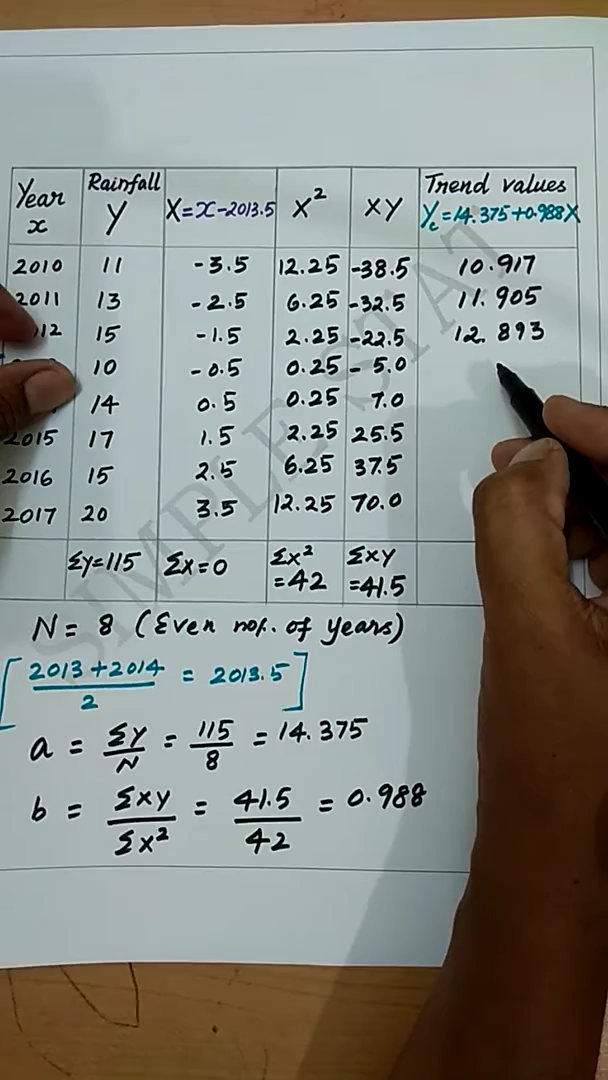 Year x Rainfall Y X=x-2013.5 X² XY Trend values Yc=14.375+0.988X
2010 11 -3.5 12.25 -38.5 10.917
2011 13 -2.5 6.25 -32.5 11.905
12 15 -1.5 2.25 -22.5 12.893
10 -0.5 0.25 -5.0
14 0.5 0.25 7.0
2015 17 1.5 2.25 25.5
2016 15 2.5 6.25 37.5
2017 20 3.5 12.25 70.0
Σy=115 Σx=0 Σx²=42 Σxy=41.5
N = 8 (Even no/. of years)
[2013+2014/2 = 2013.5]
a = Σy/N = 115/8 = 14.375
b = Σxy/Σx² = 41.5/42 = 0.988
SIMPLE STAT